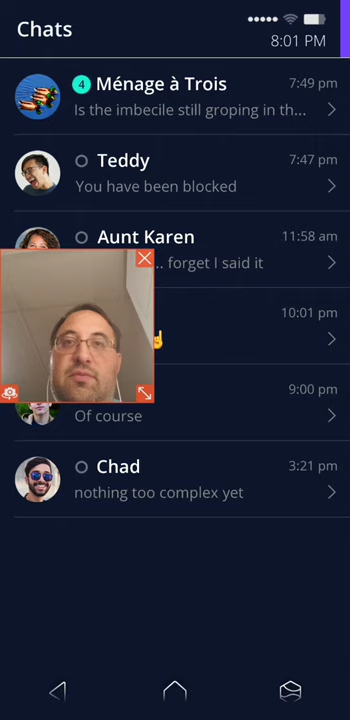 Chats
8:01 PM
4 Ménage à Trois 7:49 pm
Is the imbecile still groping in th...
Teddy 7:47 pm
You have been blocked
Aunt Karen 11:58 am
.. forget I said it
10:01 pm
9:00 pm
Of course
Chad 3:21 pm
nothing too complex yet